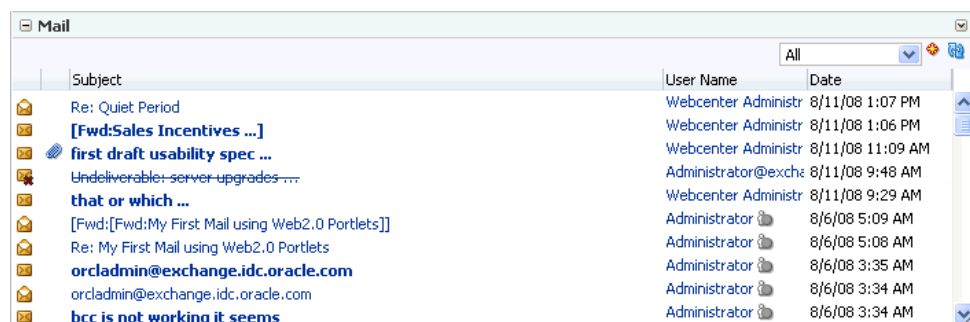 Mail
All
Subject User Name Date
Re: Quiet Period Webcenter Administr 8/11/08 1:07 PM
[Fwd:Sales Incentives ...] Webcenter Administr 8/11/08 1:06 PM
first draft usability spec ... Webcenter Administr 8/11/08 11:09 AM
Undeliverable: server upgrades ... Administrator@excha 8/11/08 9:48 AM
that or which ... Webcenter Administr 8/11/08 9:29 AM
[Fwd:[Fwd:My First Mail using Web2.0 Portlets]] Administrator 8/6/08 5:09 AM
Re: My First Mail using Web2.0 Portlets Administrator 8/6/08 5:08 AM
orcladmin@exchange.idc.oracle.com Administrator 8/6/08 3:35 AM
orcladmin@exchange.idc.oracle.com Administrator 8/6/08 3:34 AM
bcc is not working it seems Administrator 8/6/08 3:34 AM